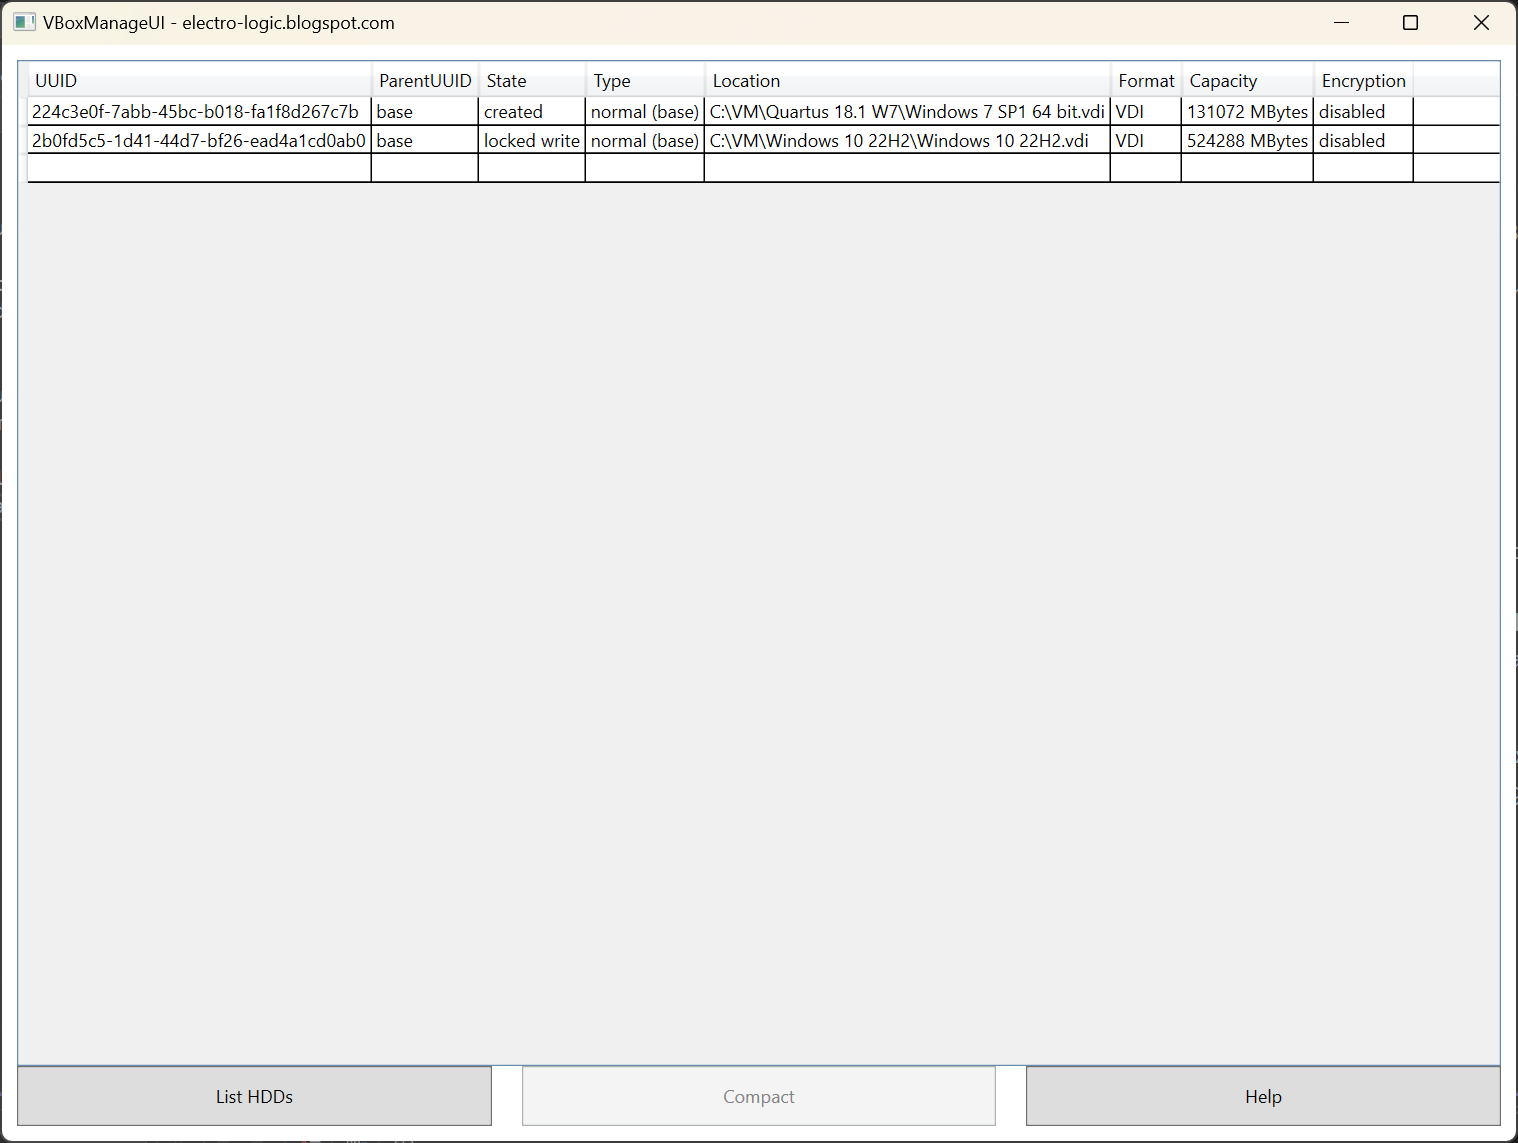 VBoxManageUI - electro-logic.blogspot.com
UUID ParentUUID State Type Location Format Capacity Encryption
224c3e0f-7abb-45bc-b018-fa1f8d267c7b base created normal (base) C:\VM\Quartus 18.1 W7\Windows 7 SP1 64 bit.vdi VDI 131072 MBytes disabled
2b0fd5c5-1d41-44d7-bf26-ead4a1cd0ab0 base locked write normal (base) C:\VM\Windows 10 22H2\Windows 10 22H2.vdi VDI 524288 MBytes disabled
List HDDs Compact Help